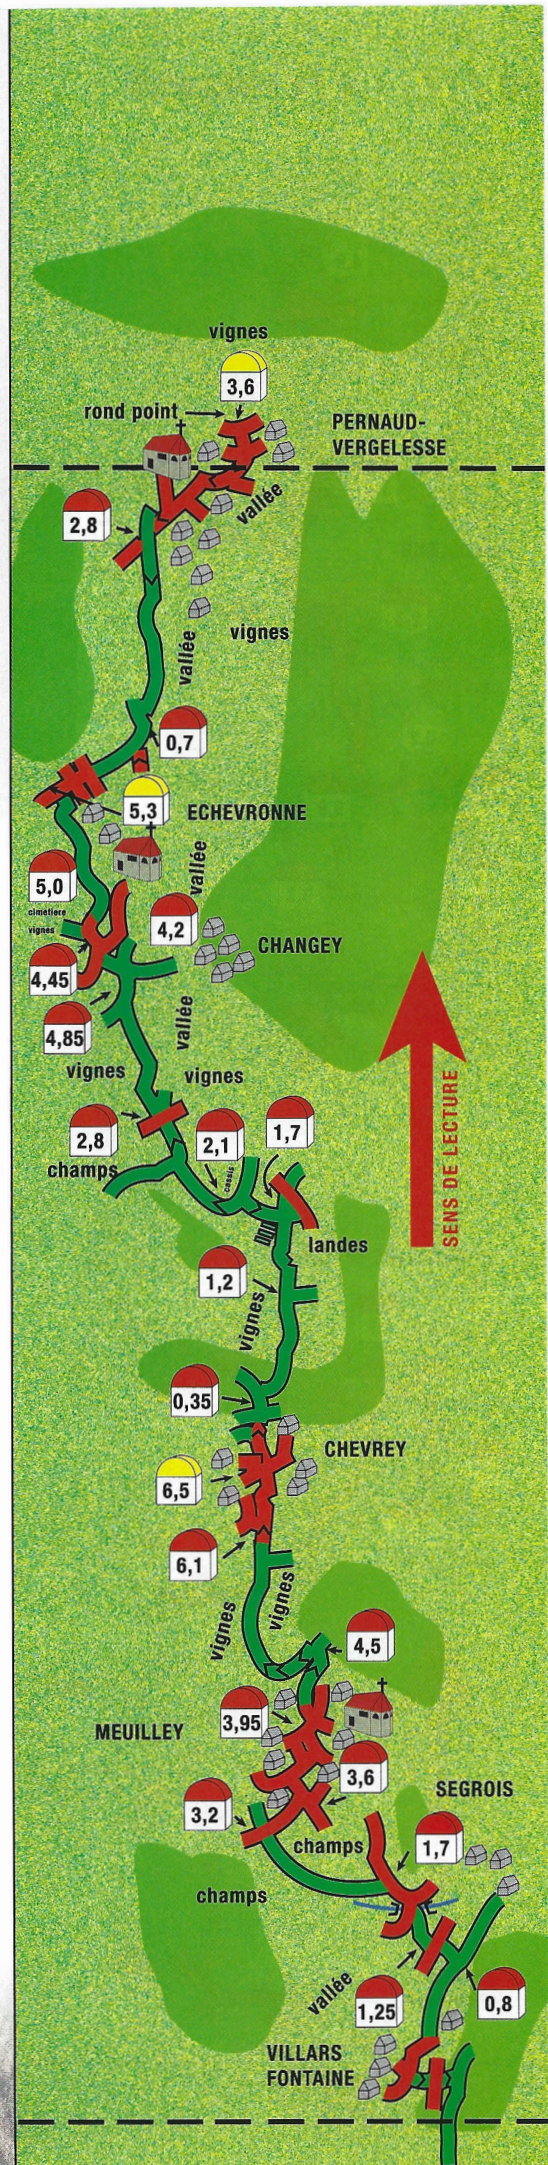 vignes
3,6
rond point
PERNAUD-
VERGELESSE
vallée
2,8
vignes
vallée
0,7
5,3
ECHEVRONNE
vallée
5,0
cimetiere
vignes
4,2
CHANGEY
4,45
4,85
vallée
vignes
vignes
SENS DE LECTURE
2,8
2,1
1,7
champs
cassis
landes
1,2
vignes
0,35
CHEVREY
6,5
6,1
vignes
vignes
4,5
3,95
MEUILLEY
3,6
SEGROIS
3,2
champs
1,7
champs
vallée
1,25
0,8
VILLARS
FONTAINE